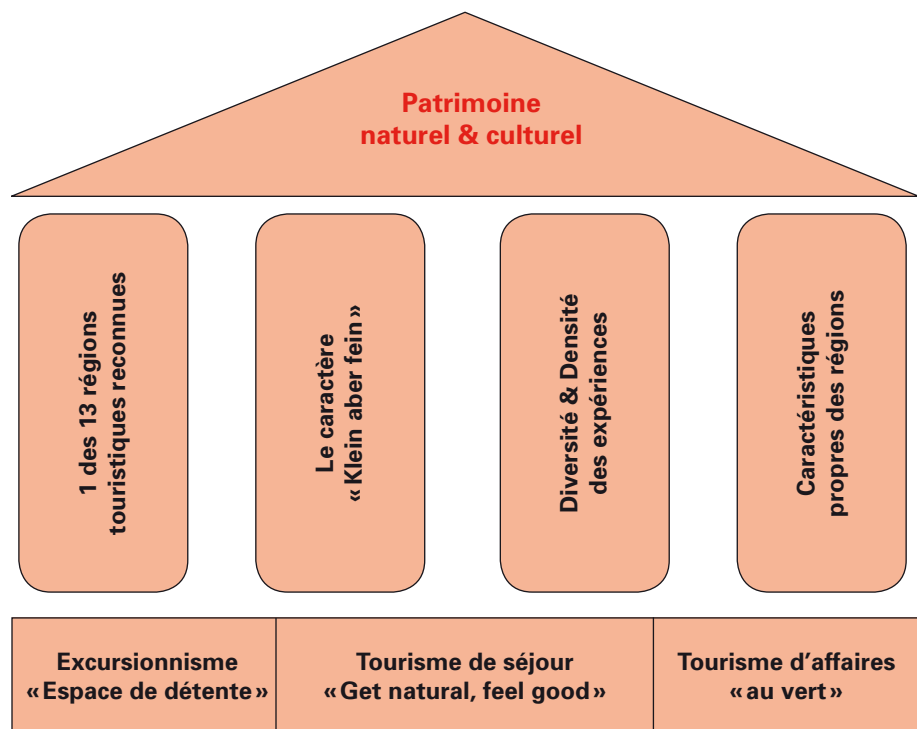 Patrimoine
naturel & culturel
1 des 13 régions
touristiques reconnues
Le caractère
« Klein aber fein »
Diversité & Densité
des expériences
Caractéristiques
propres des régions
Excursionnisme
« Espace de détente »
Tourisme de séjour
« Get natural, feel good »
Tourisme d’affaires
« au vert »